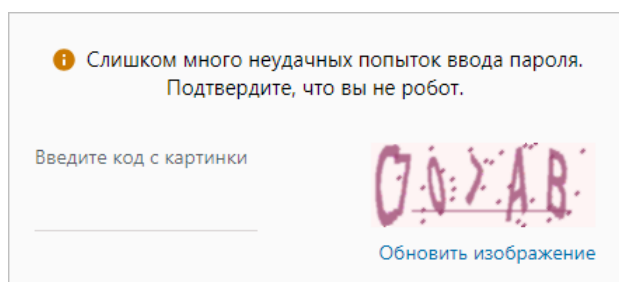 Слишком много неудачных попыток ввода пароля.
Подтвердите, что вы не робот.
Введите код с картинки
Обновить изображение